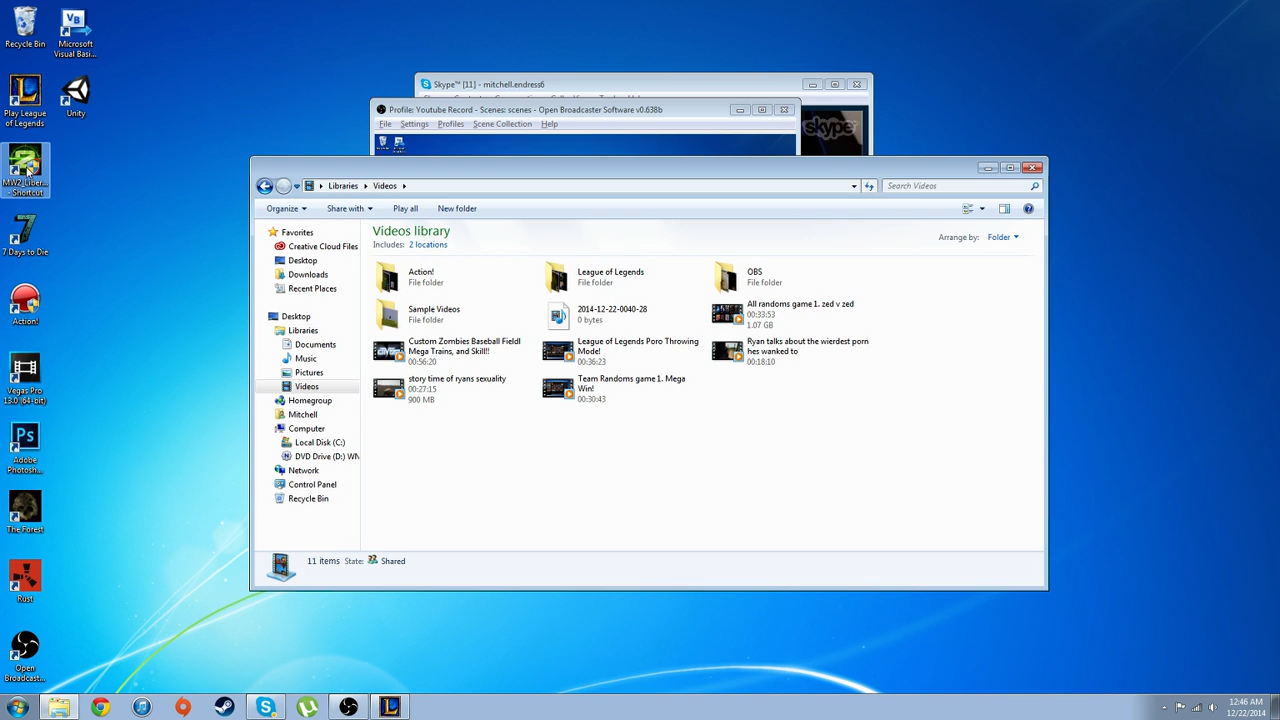 Recycle Bin
Microsoft
Visual Basi...
Play League
of Legends
Unity
MW2_Liber...
- Shortcut
7 Days to Die
Action!
Vegas Pro
13.0 (64-bit)
Adobe
Photosh...
The Forest
Rust
Open
Broadcast...
Skype™ [11] - mitchell.endress6
skype
Profile: Youtube Record - Scenes: scenes - Open Broadcaster Software v0.638b
File Settings Profiles Scene Collection Help
Libraries Videos
Search Videos
Organize Share with Play all New folder
Favorites
Creative Cloud Files
Desktop
Downloads
Recent Places
Desktop
Libraries
Documents
Music
Pictures
Videos
Homegroup
Mitchell
Computer
Local Disk (C:)
DVD Drive (D:) WN
Network
Control Panel
Recycle Bin
Videos library
Includes: 2 locations
Arrange by: Folder
Action!
File folder
League of Legends
File folder
OBS
File folder
Sample Videos
File folder
2014-12-22-0040-28
0 bytes
All randoms game 1. zed v zed
00:33:53
1.07 GB
Custom Zombies Baseball Field!
Mega Trains, and Skill!!
00:56:20
League of Legends Poro Throwing
Mode!
00:36:23
Ryan talks about the wierdest porn
hes wanked to
00:18:10
story time of ryans sexuality
00:27:15
900 MB
Team Randoms game 1. Mega
Win!
00:30:43
11 items State: Shared
12:46 AM
12/22/2014